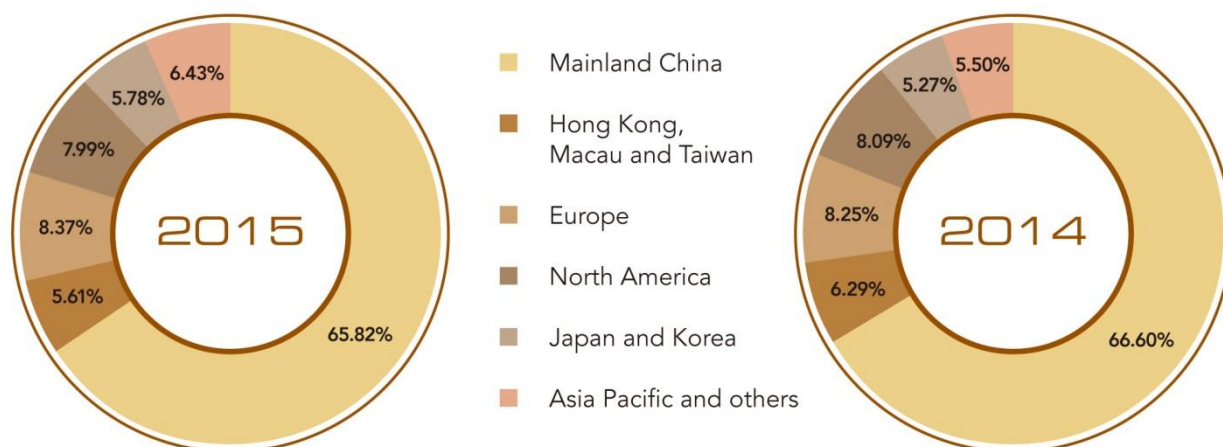 6.43%
5.78%
7.99%
8.37%
5.61%
65.82%
2015
Mainland China
Hong Kong,
Macau and Taiwan
Europe
North America
Japan and Korea
Asia Pacific and others
5.50%
5.27%
8.09%
8.25%
6.29%
66.60%
2014